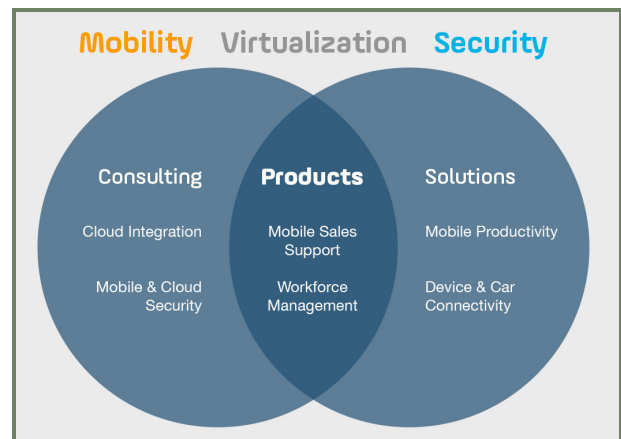 Mobility Virtualization Security
Consulting
Cloud Integration
Mobile & Cloud
Security
Products
Mobile Sales
Support
Workforce
Management
Solutions
Mobile Productivity
Device & Car
Connectivity